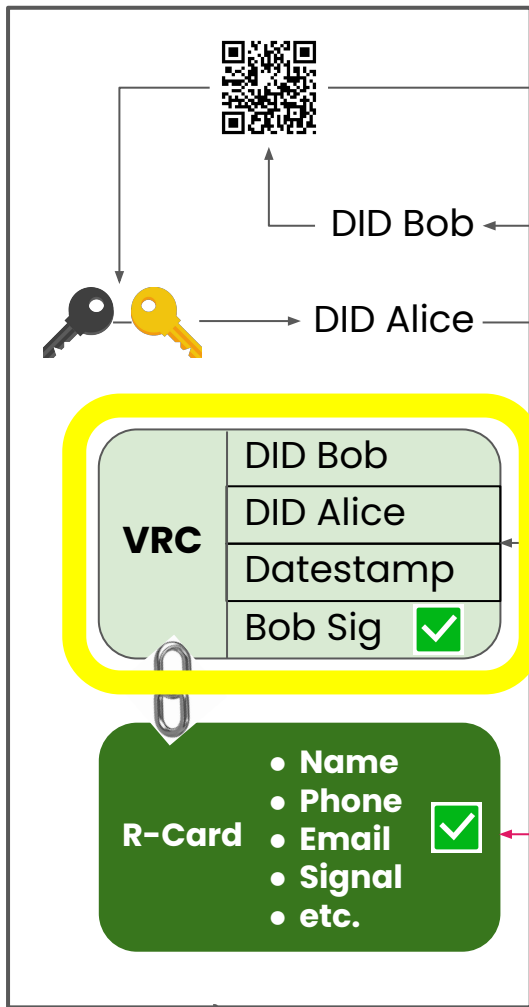 DID Bob
DID Alice
VRC
DID Bob
DID Alice
Datestamp
Bob Sig
R-Card
● Name
● Phone
● Email
● Signal
● etc.